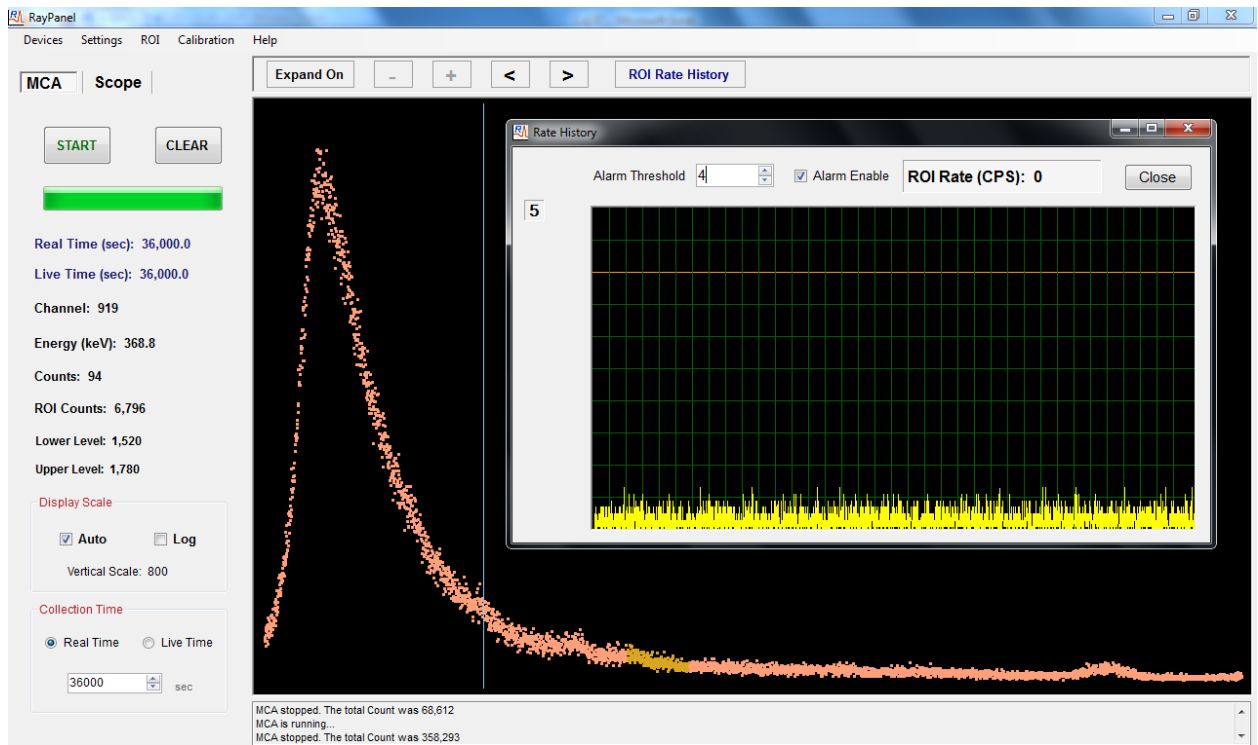 RayPanel
Devices Settings ROI Calibration Help
MCA Scope
Expand On - + < > ROI Rate History
START CLEAR
Real Time (sec): 36,000.0
Live Time (sec): 36,000.0
Channel: 919
Energy (keV): 368.8
Counts: 94
ROI Counts: 6,796
Lower Level: 1,520
Upper Level: 1,780
Display Scale
Auto Log
Vertical Scale: 800
Collection Time
Real Time Live Time
36000 sec
Rate History
Alarm Threshold 4 Alarm Enable ROI Rate (CPS): 0 Close
5
MCA stopped. The total Count was 68,612
MCA is running...
MCA stopped. The total Count was 358,293